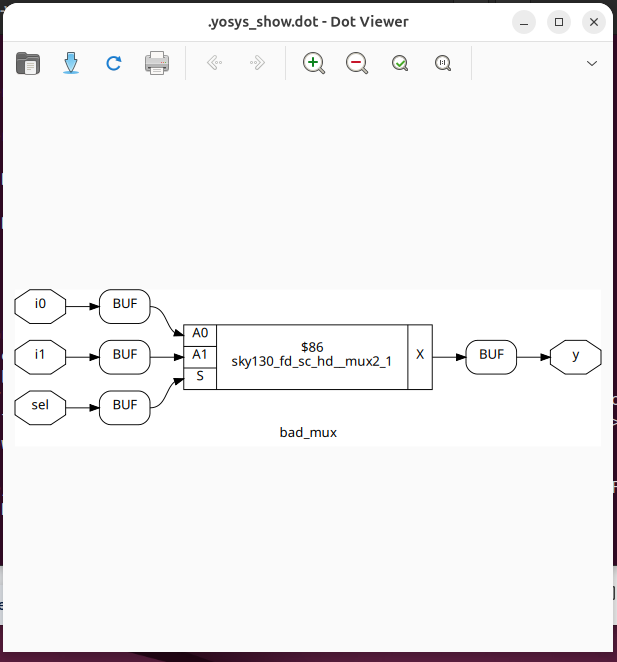 .yosys_show.dot - Dot Viewer
i0
BUF
A0
i1
BUF
A1
$86
sky130_fd_sc_hd__mux2_1
X
BUF
y
sel
BUF
S
bad_mux